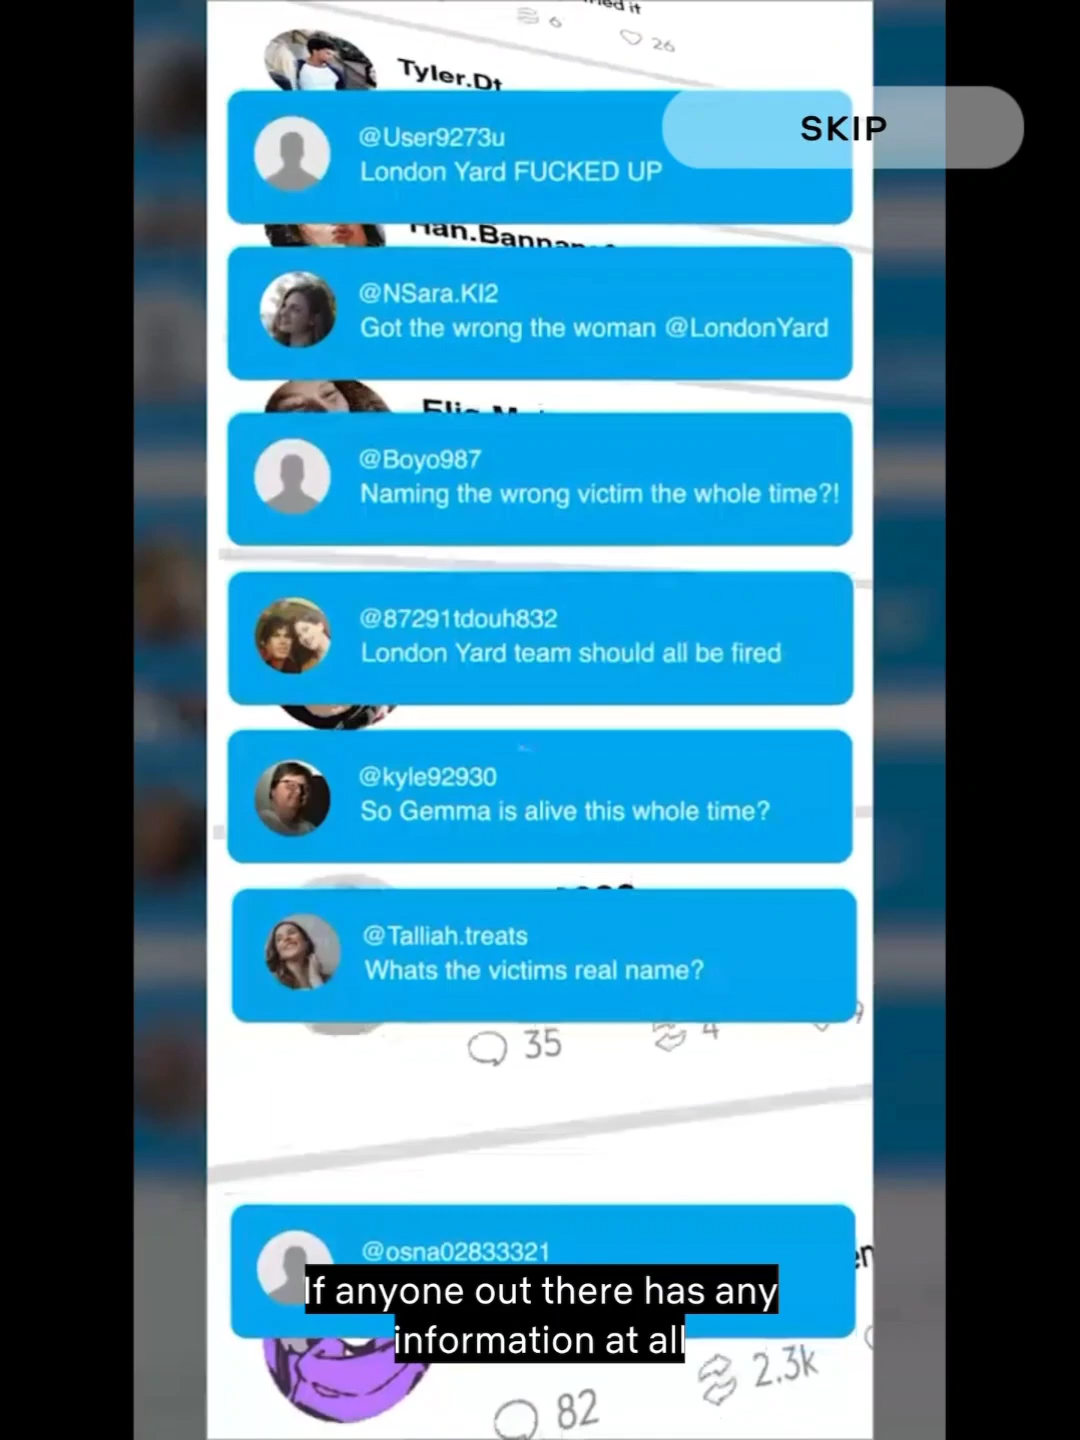 6
26
Tyler.Dt
SKIP
@User9273u
London Yard FUCKED UP
@NSara.Kl2
Got the wrong the woman @LondonYard
@Boyo987
Naming the wrong victim the whole time?!
@87291tdouh832
London Yard team should all be fired
@kyle92930
So Gemma is alive this whole time?
@Talliah.treats
Whats the victims real name?
35
4
9
@osna02833321
If anyone out there has any
information at all
82
2.3k